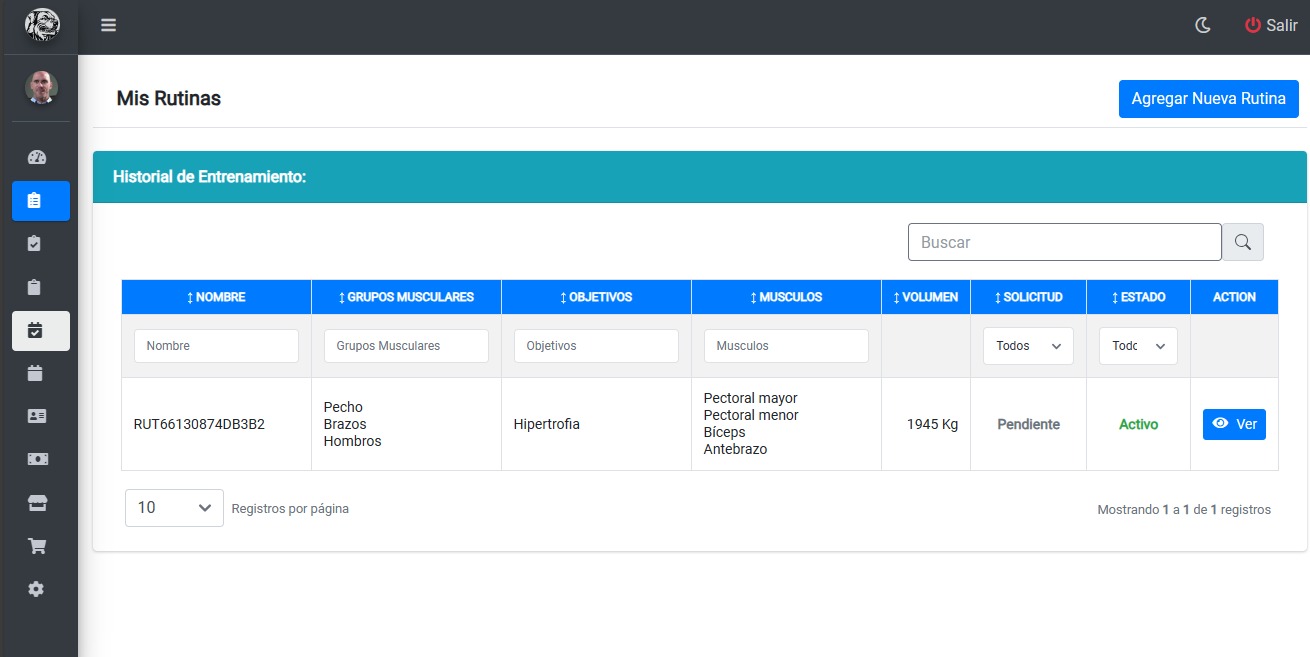 Salir
Mis Rutinas
Agregar Nueva Rutina
Historial de Entrenamiento:
Buscar
NOMBRE GRUPOS MUSCULARES OBJETIVOS MUSCULOS VOLUMEN SOLICITUD ESTADO ACTION
Nombre Grupos Musculares Objetivos Musculos Todos Todc
RUT66130874DB3B2
Pecho
Brazos
Hombros
Hipertrofia
Pectoral mayor
Pectoral menor
Bíceps
Antebrazo
1945 Kg
Pendiente
Activo
Ver
10 Registros por página
Mostrando 1 a 1 de 1 registros